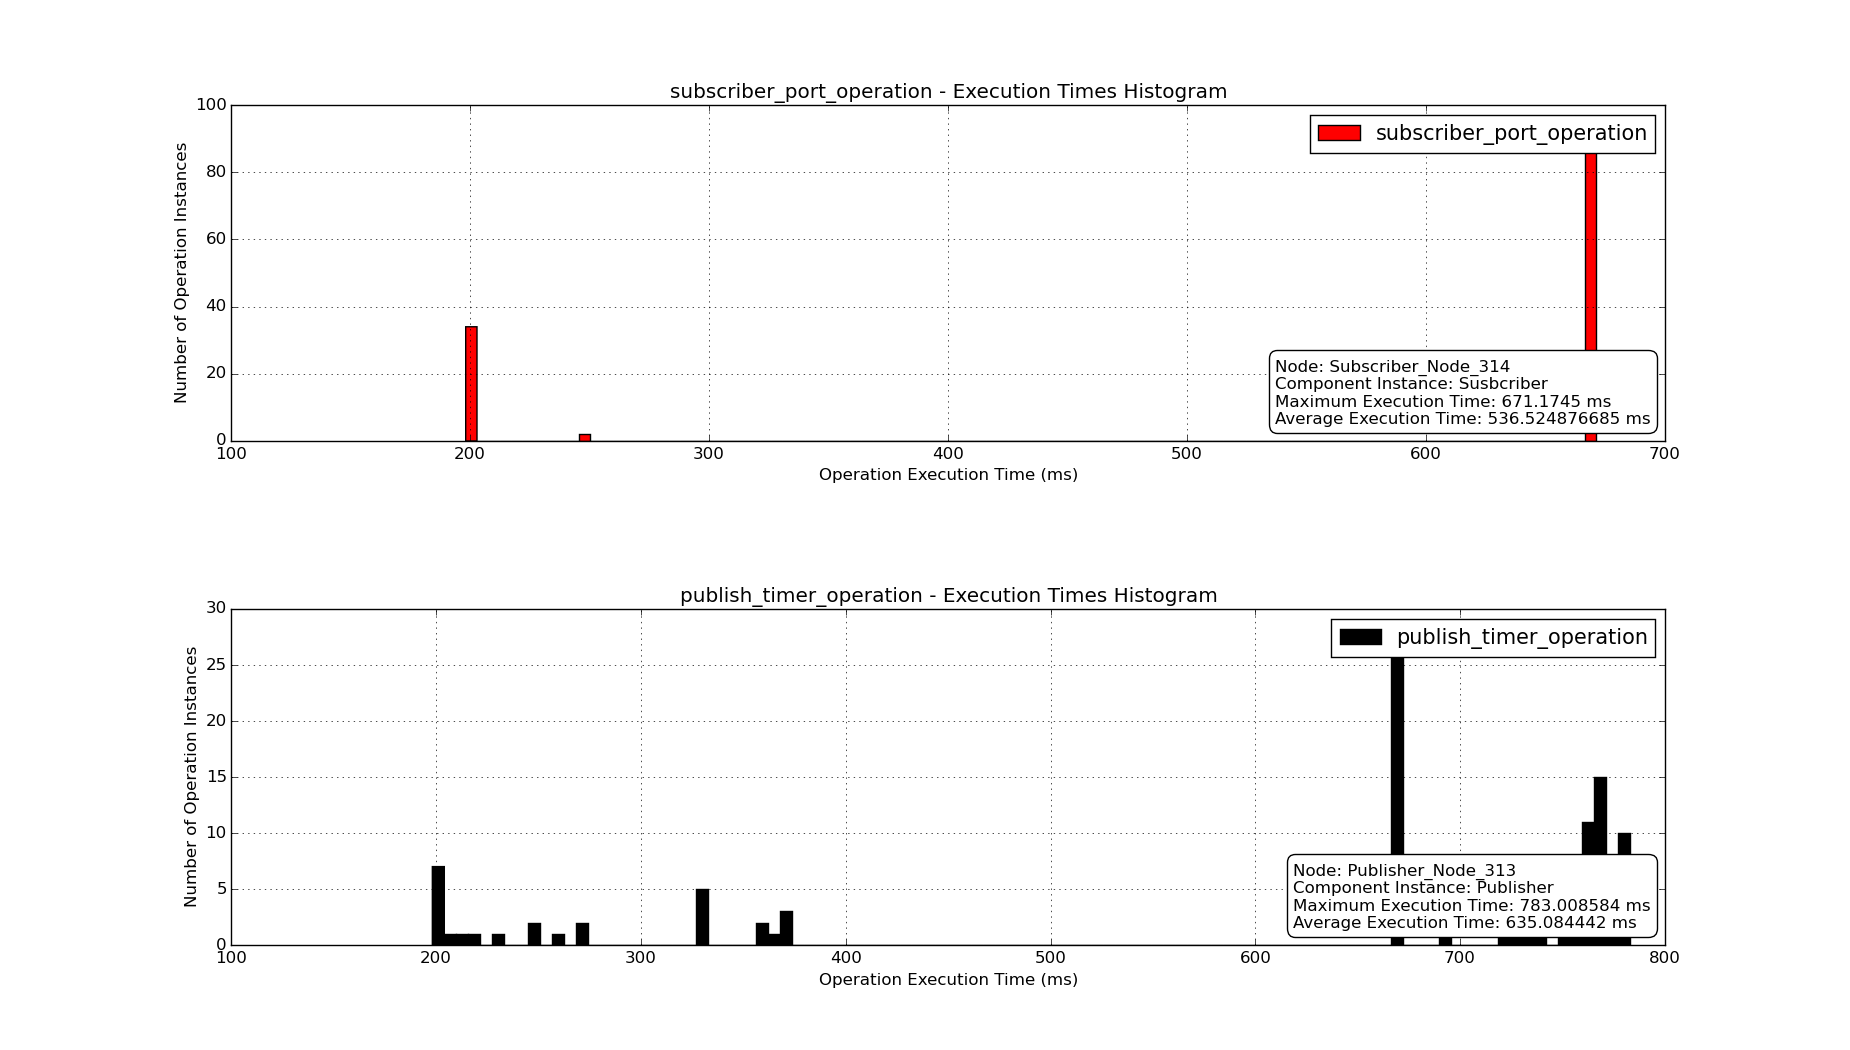 subscriber_port_operation - Execution Times Histogram
100
80
60
40
20
0
Number of Operation Instances
subscriber_port_operation
Node: Subscriber_Node_314
Component Instance: Susbcriber
Maximum Execution Time: 671.1745 ms
Average Execution Time: 536.524876685 ms
100 200 300 400 500 600 700
Operation Execution Time (ms)
publish_timer_operation - Execution Times Histogram
30
25
20
15
10
5
0
Number of Operation Instances
publish_timer_operation
Node: Publisher_Node_313
Component Instance: Publisher
Maximum Execution Time: 783.008584 ms
Average Execution Time: 635.084442 ms
100 200 300 400 500 600 700 800
Operation Execution Time (ms)